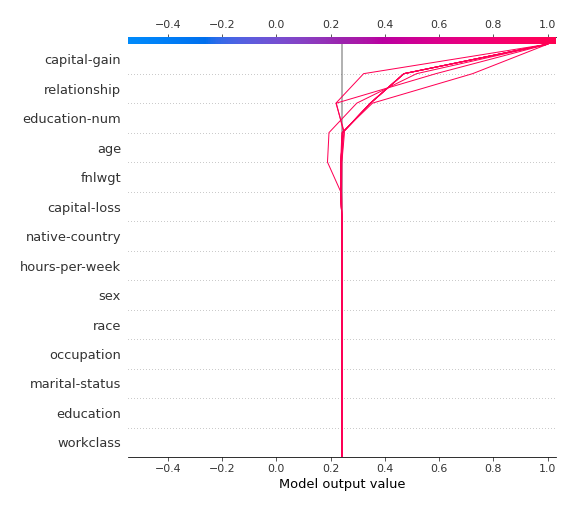 −0.4 −0.2 0.0 0.2 0.4 0.6 0.8 1.0
capital-gain
relationship
education-num
age
fnlwgt
capital-loss
native-country
hours-per-week
sex
race
occupation
marital-status
education
workclass
−0.4 −0.2 0.0 0.2 0.4 0.6 0.8 1.0
Model output value